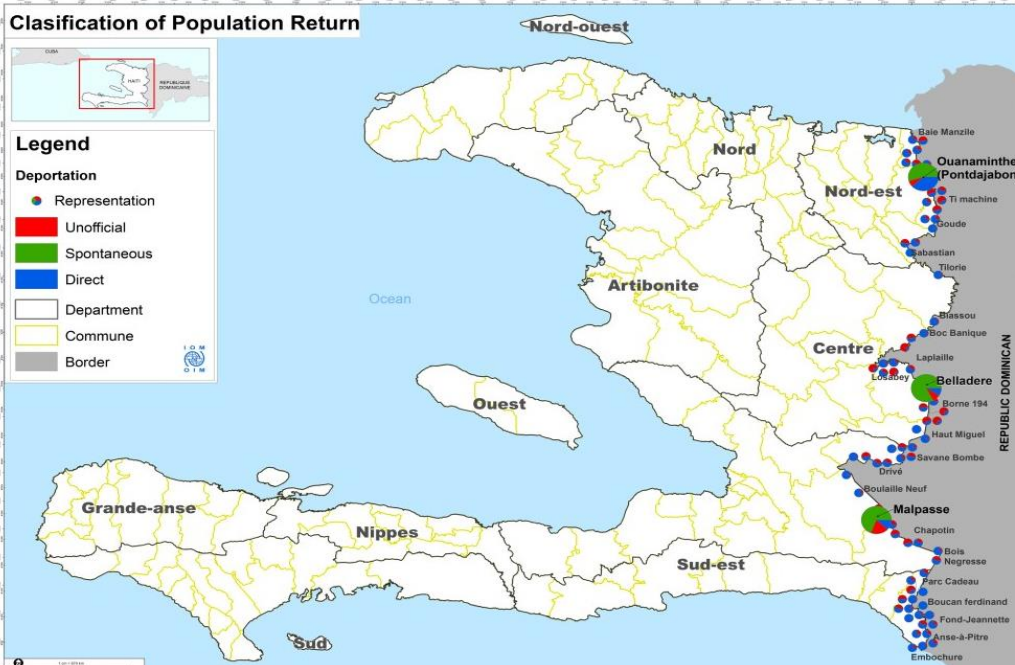 Clasification of Population Return
CUBA
HAITI
REPUBLIQUE
DOMINICAINE
Legend
Deportation
Representation
Unofficial
Spontaneous
Direct
Department
Commune
Border
IOM
OIM
Ocean
Nord-ouest
Nord
Nord-est
Artibonite
Centre
Ouest
Grande-anse
Nippes
Sud-est
Sud
Baie Manzile
Ouanaminthe
(Pontdajabon
Ti machine
Goude
Sabastian
Tilorie
Biassou
Boc Banique
Laplaille
Losabey
Belladere
Borne 194
Haut Miguel
Savane Bombe
Drivé
Boulaille Neuf
Malpasse
Chapotin
Bois
Negresse
Parc Cadeau
Boucan ferdinand
Fond-Jeannette
Anse-à-Pitre
Embochure
REPUBLIC DOMINICAN